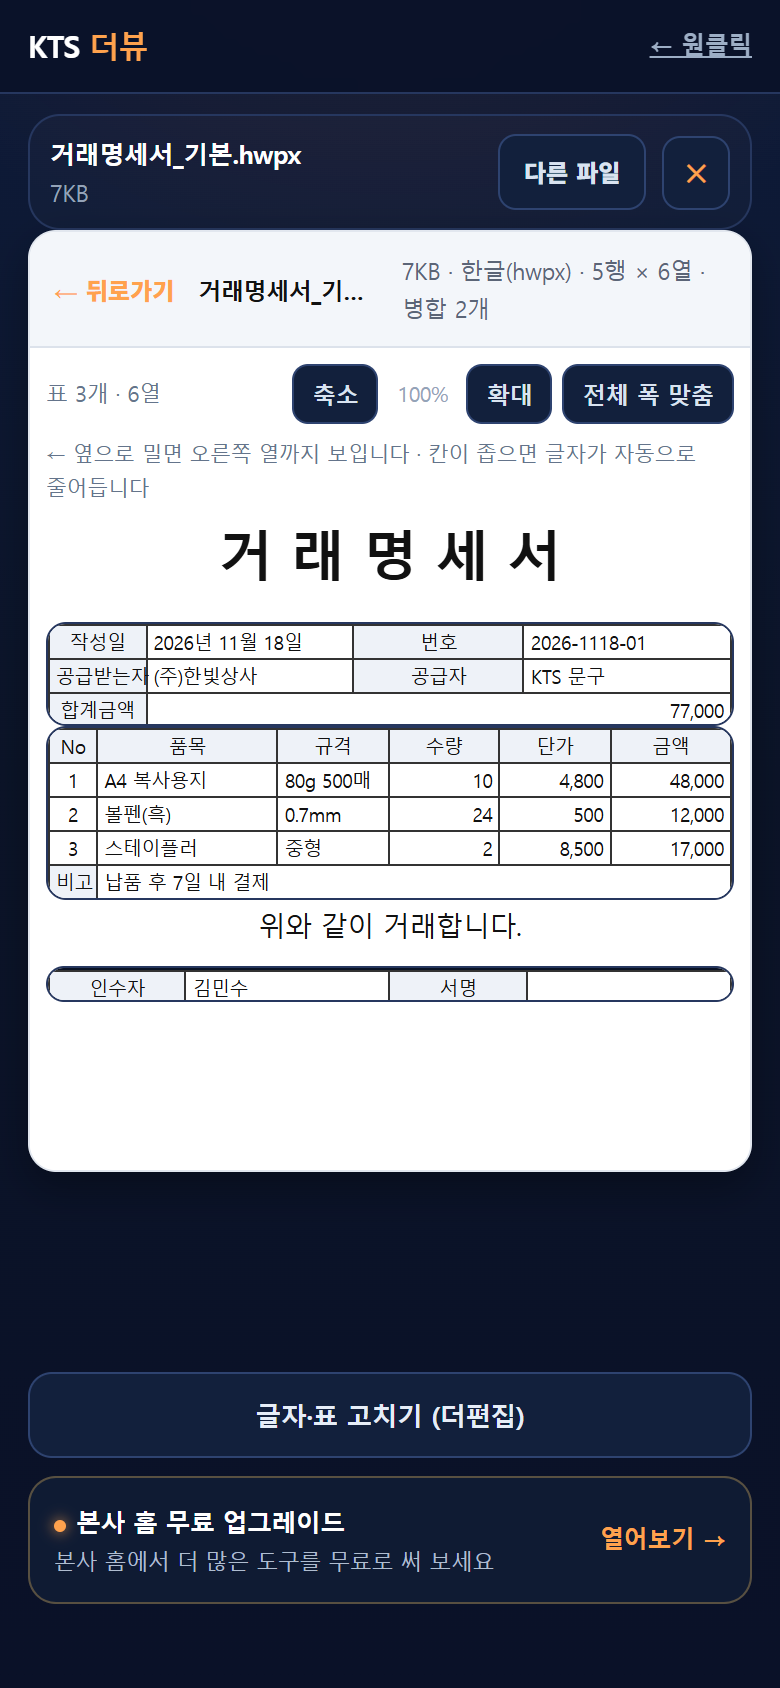 KTS 더뷰
← 원클릭
거래명세서_기본.hwpx
7KB
다른 파일
×
← 뒤로가기 거래명세서_기...
7KB · 한글(hwpx) · 5행 × 6열 ·
병합 2개
표 3개 · 6열
축소 100% 확대 전체 폭 맞춤
← 옆으로 밀면 오른쪽 열까지 보입니다 · 칸이 좁으면 글자가 자동으로
줄어듭니다
거 래 명 세 서
작성일 2026년 11월 18일 번호 2026-1118-01
공급받는자 (주)한빛상사 공급자 KTS 문구
합계금액 77,000
No 품목 규격 수량 단가 금액
1 A4 복사용지 80g 500매 10 4,800 48,000
2 볼펜(흑) 0.7mm 24 500 12,000
3 스테이플러 중형 2 8,500 17,000
비고 납품 후 7일 내 결제
위와 같이 거래합니다.
인수자 김민수 서명
글자·표 고치기 (더편집)
본사 홈 무료 업그레이드
본사 홈에서 더 많은 도구를 무료로 써 보세요
열어보기 →